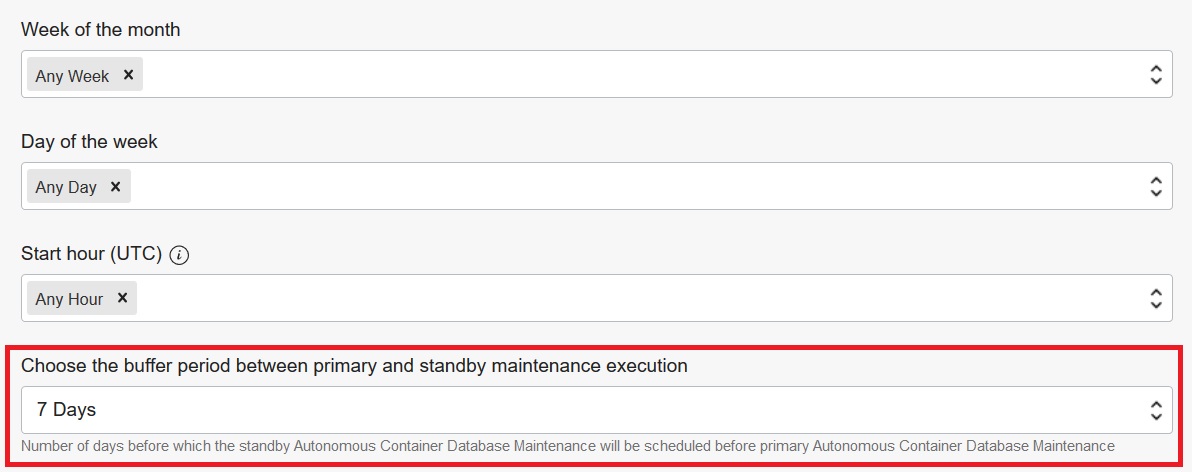 Week of the month
Any Week ×
Day of the week
Any Day ×
Start hour (UTC) i
Any Hour ×
Choose the buffer period between primary and standby maintenance execution
7 Days
Number of days before which the standby Autonomous Container Database Maintenance will be scheduled before primary Autonomous Container Database Maintenance